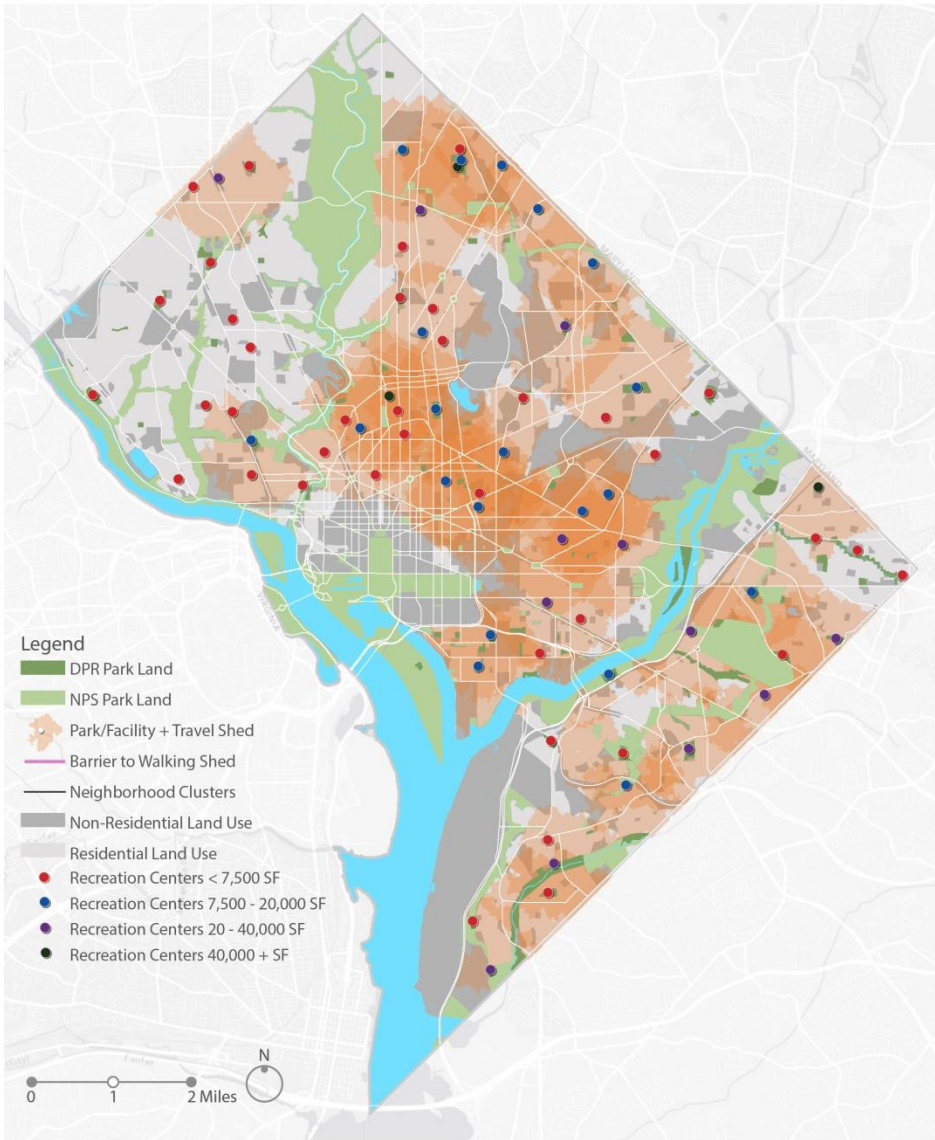 MARYLAND
MARYLAND
VIRGINIA
Legend
DPR Park Land
NPS Park Land
Park/Facility + Travel Shed
Barrier to Walking Shed
Neighborhood Clusters
Non-Residential Land Use
Residential Land Use
Recreation Centers < 7,500 SF
Recreation Centers 7,500 - 20,000 SF
Recreation Centers 20 - 40,000 SF
Recreation Centers 40,000 + SF
N
0 1 2 Miles
Fairfax